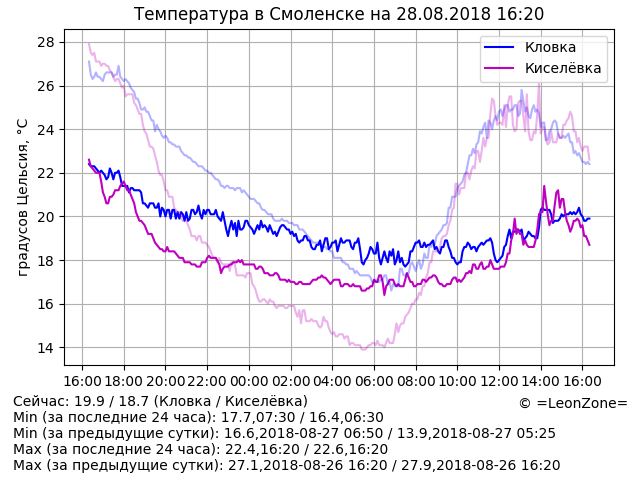 Температура в Смоленске на 28.08.2018 16:20
Кловка
Киселёвка
градусов Цельсия, °C
28
26
24
22
20
18
16
14
16:00 18:00 20:00 22:00 00:00 02:00 04:00 06:00 08:00 10:00 12:00 14:00 16:00
Сейчас: 19.9 / 18.7 (Кловка / Киселёвка)
© =LeonZone=
Min (за последние 24 часа): 17.7,07:30 / 16.4,06:30
Min (за предыдущие сутки): 16.6,2018-08-27 06:50 / 13.9,2018-08-27 05:25
Max (за последние 24 часа): 22.4,16:20 / 22.6,16:20
Max (за предыдущие сутки): 27.1,2018-08-26 16:20 / 27.9,2018-08-26 16:20